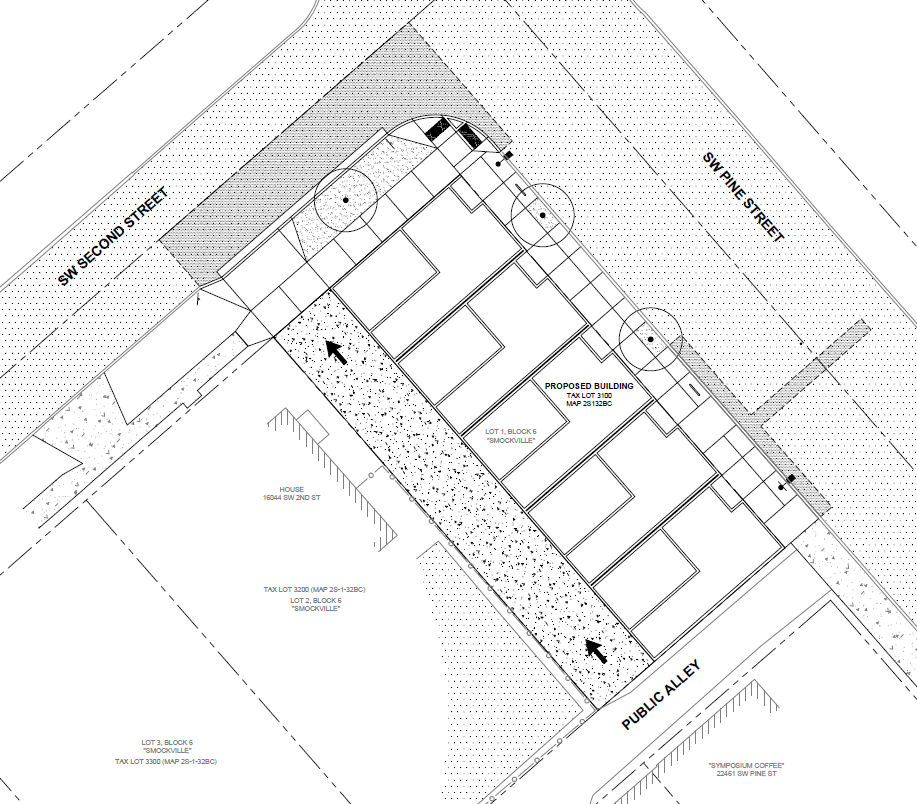 SW SECOND STREET
SW PINE STREET
PROPOSED BUILDING
TAX LOT 3100
MAP 2S132BC
LOT 1, BLOCK 6
"SMOCKVILLE"
HOUSE
16044 SW 2ND ST
TAX LOT 3200 (MAP 2S-1-32BC)
LOT 2, BLOCK 6
"SMOCKVILLE"
PUBLIC ALLEY
LOT 3, BLOCK 6
"SMOCKVILLE"
TAX LOT 3300 (MAP 2S-1-32BC)
"SYMPOSIUM COFFEE"
22461 SW PINE ST